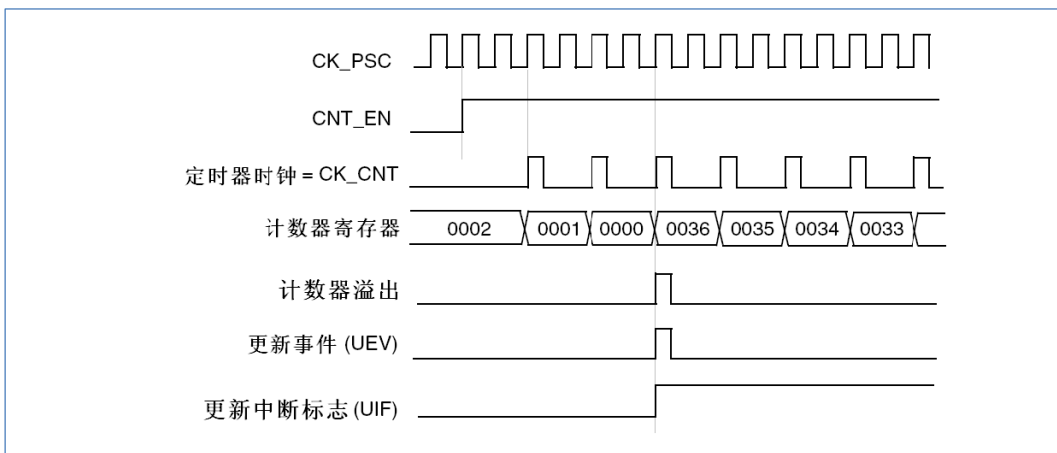 CK_PSC
CNT_EN
定时器时钟 = CK_CNT
计数器寄存器 0002 0001 0000 0036 0035 0034 0033
计数器溢出
更新事件 (UEV)
更新中断标志 (UIF)